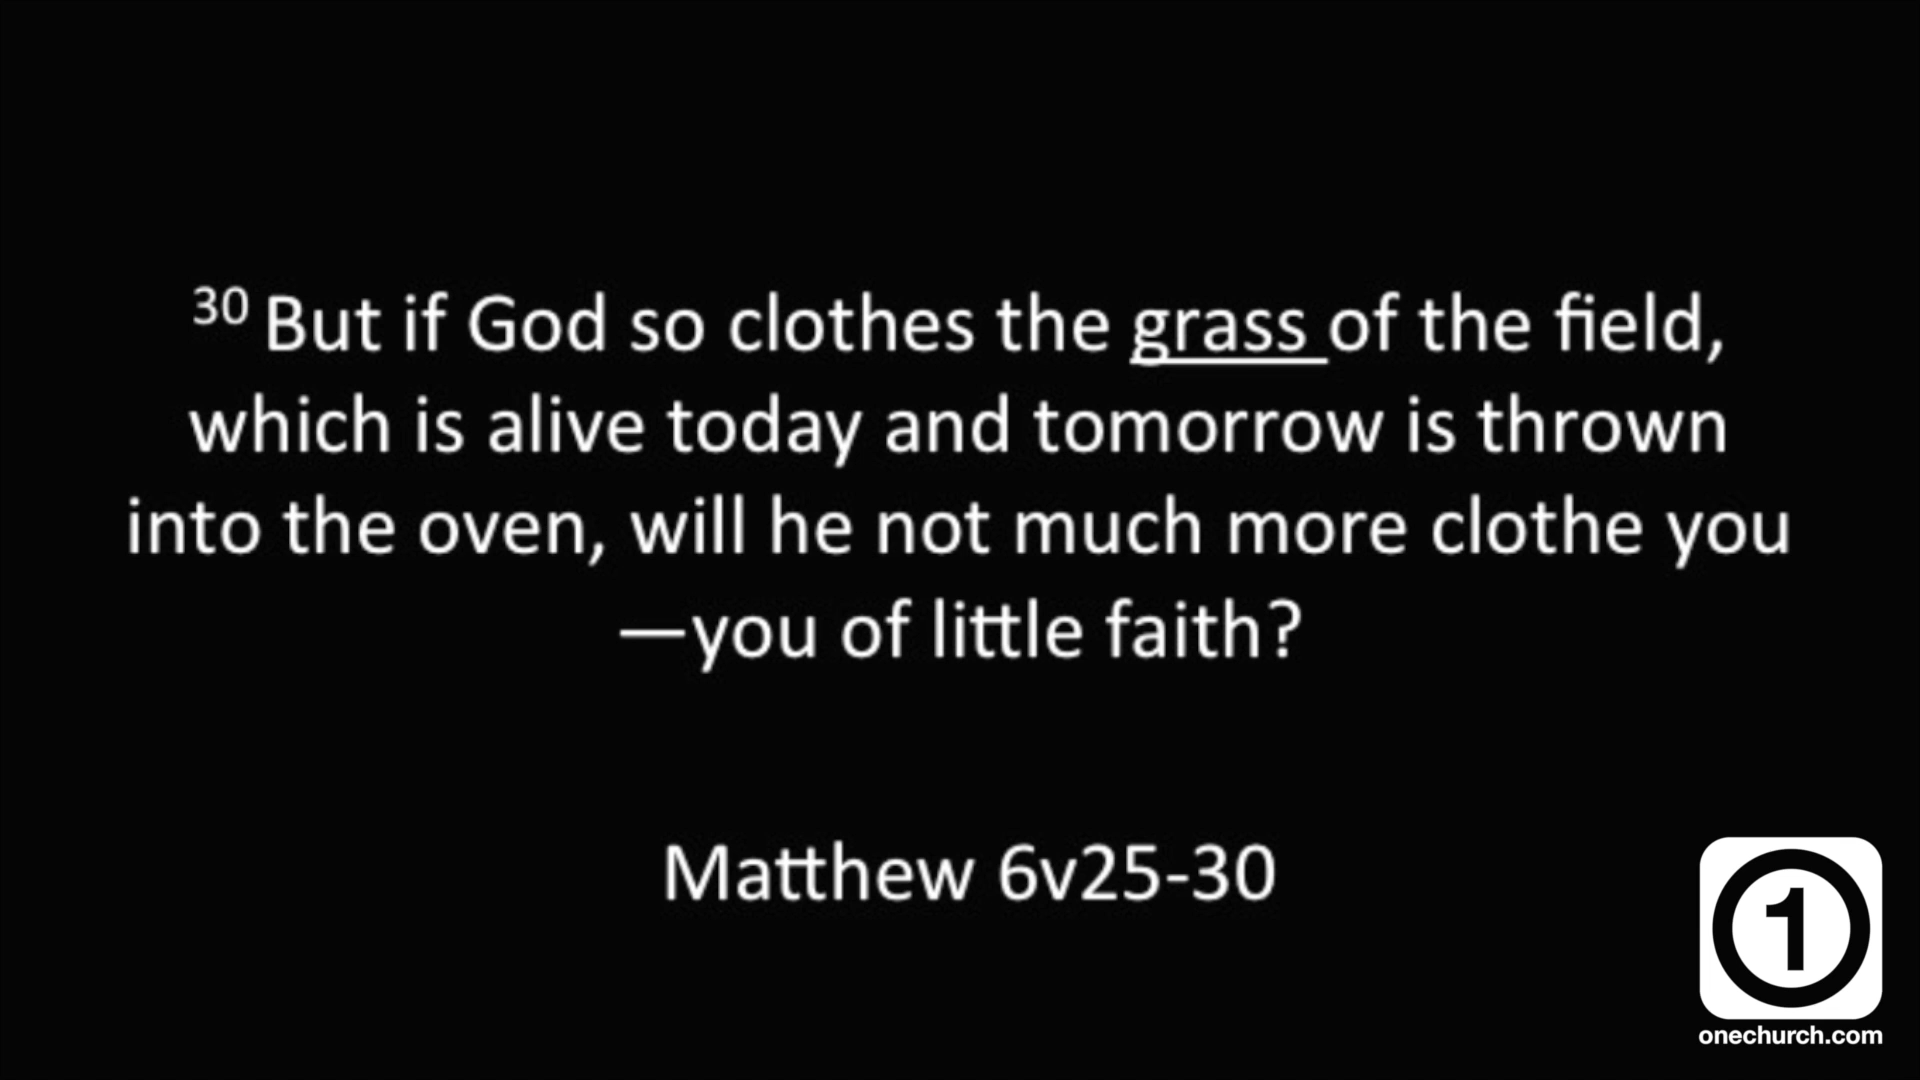 30 But if God so clothes the grass of the field,
which is alive today and tomorrow is thrown
into the oven, will he not much more clothe you
—you of little faith?
Matthew 6v25-30
1
onechurch.com